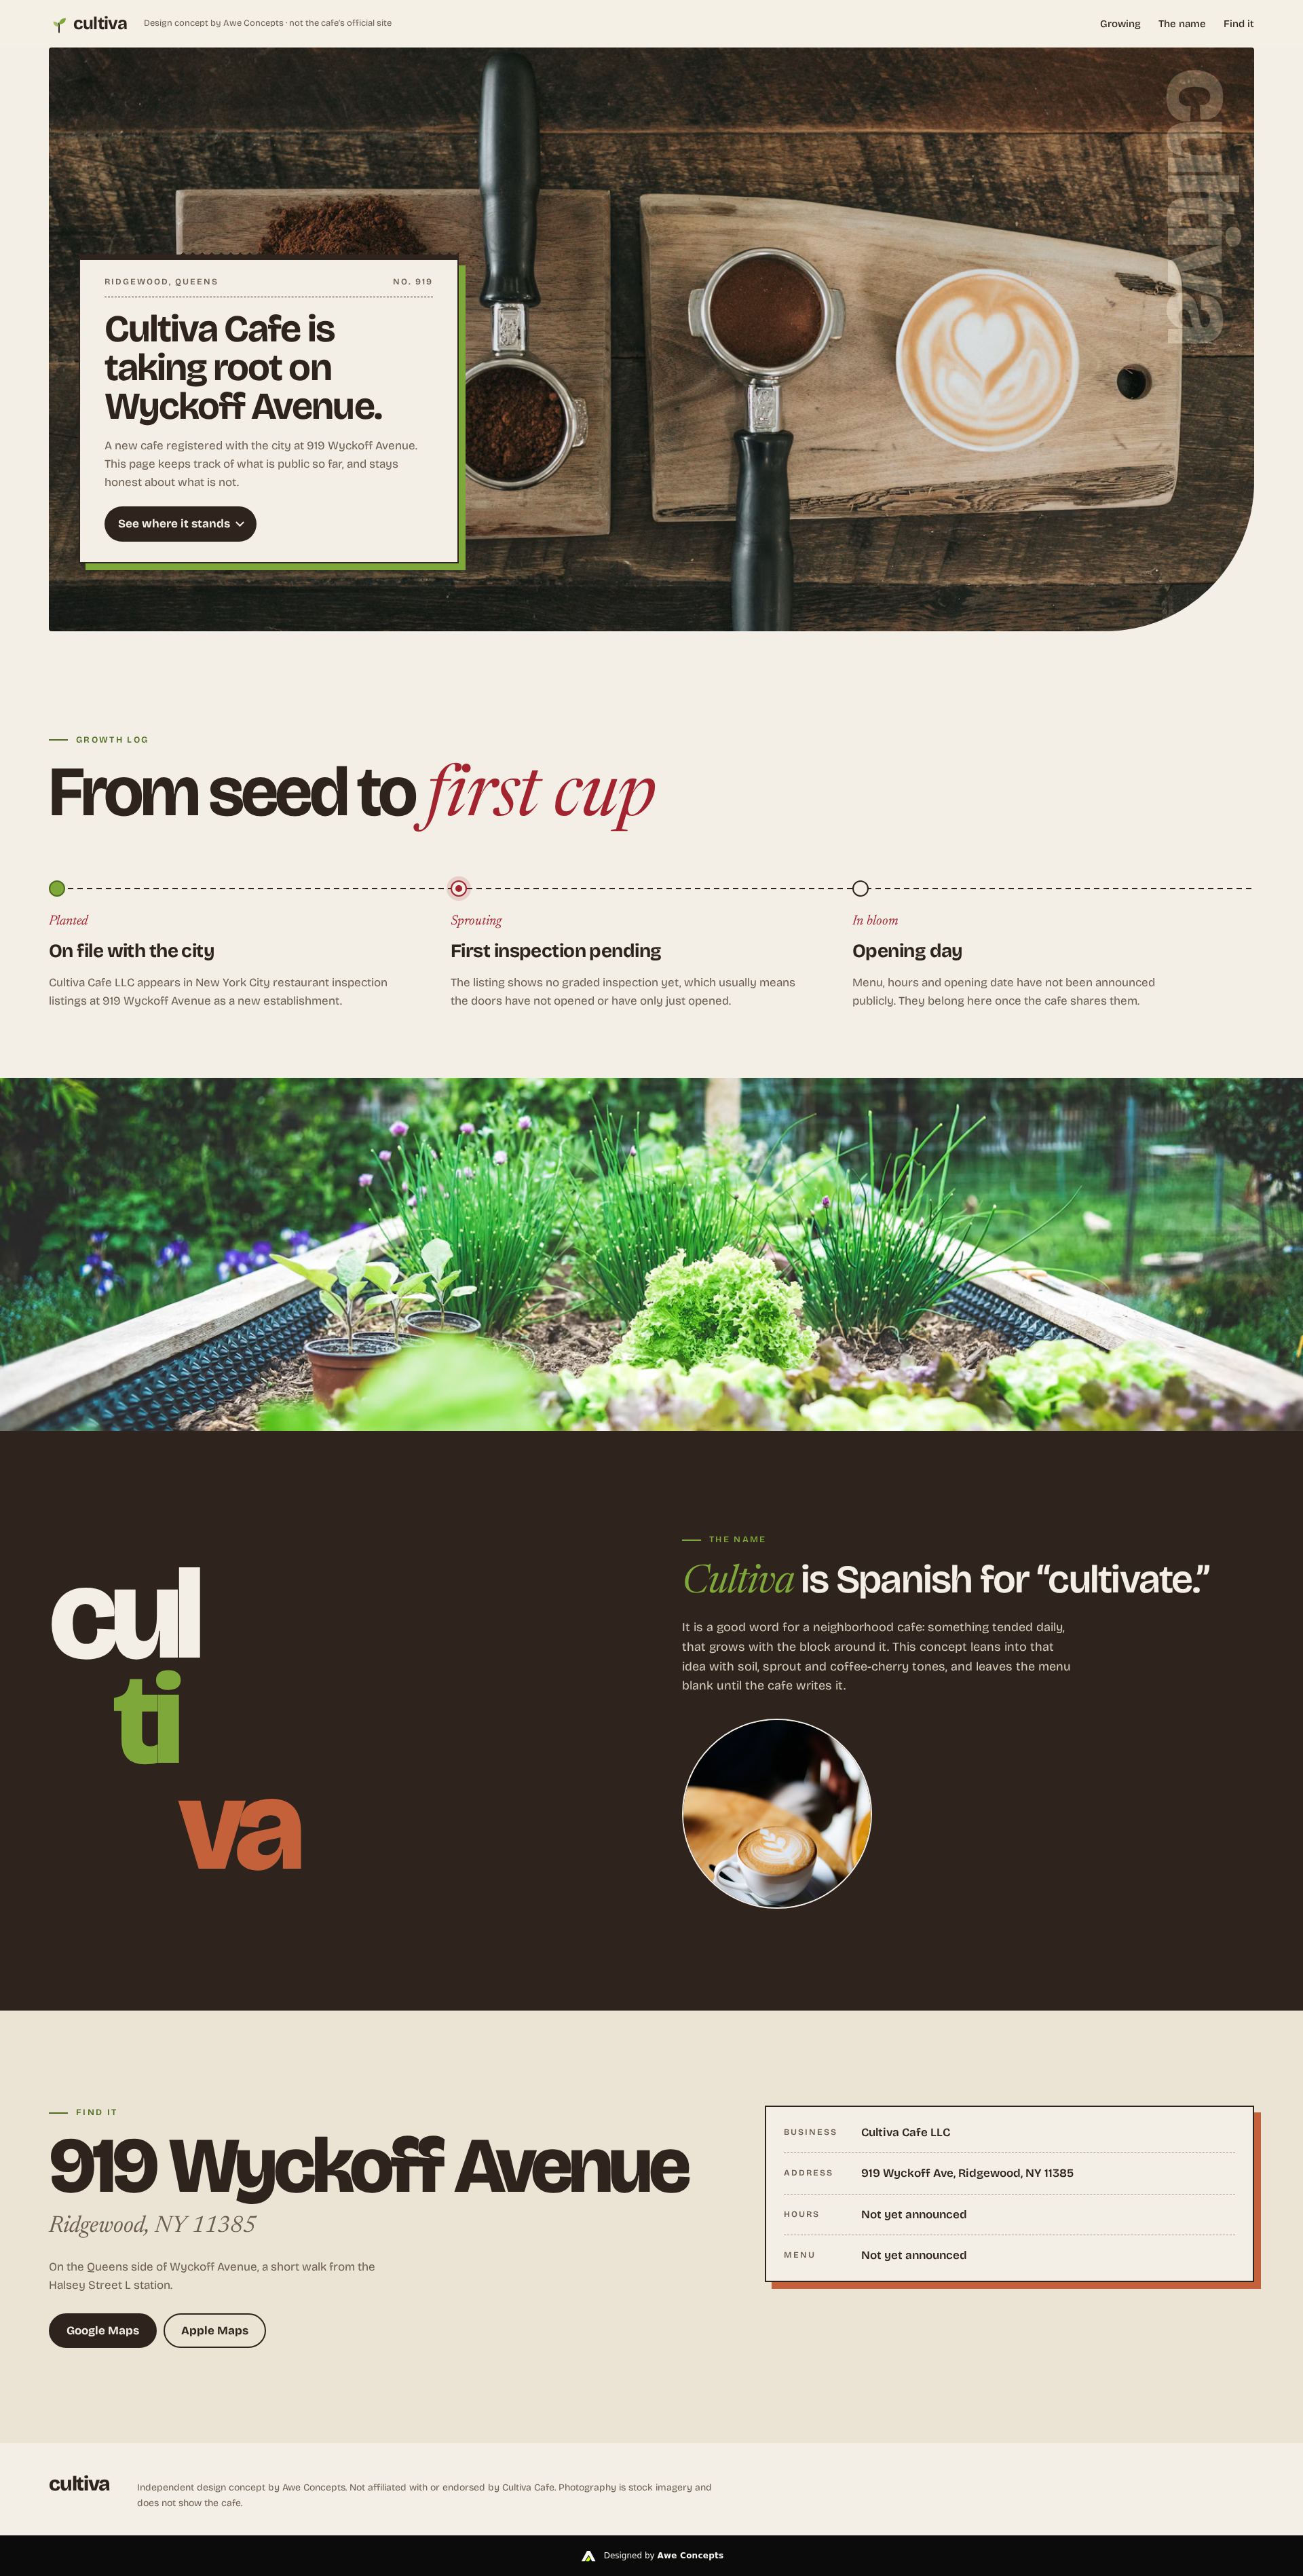 cultiva
Design concept by Awe Concepts · not the cafe's official site
Growing
The name
Find it
cultiva
RIDGEWOOD, QUEENS
NO. 919
Cultiva Cafe is
taking root on
Wyckoff Avenue.
A new cafe registered with the city at 919 Wyckoff Avenue.
This page keeps track of what is public so far, and stays
honest about what is not.
See where it stands
GROWTH LOG
From seed to first cup
Planted
On file with the city
Cultiva Cafe LLC appears in New York City restaurant inspection
listings at 919 Wyckoff Avenue as a new establishment.
Sprouting
First inspection pending
The listing shows no graded inspection yet, which usually means
the doors have not opened or have only just opened.
In bloom
Opening day
Menu, hours and opening date have not been announced
publicly. They belong here once the cafe shares them.
cul
ti
va
THE NAME
Cultiva is Spanish for “cultivate.”
It is a good word for a neighborhood cafe: something tended daily,
that grows with the block around it. This concept leans into that
idea with soil, sprout and coffee-cherry tones, and leaves the menu
blank until the cafe writes it.
FIND IT
919 Wyckoff Avenue
Ridgewood, NY 11385
On the Queens side of Wyckoff Avenue, a short walk from the
Halsey Street L station.
Google Maps
Apple Maps
BUSINESS
Cultiva Cafe LLC
ADDRESS
919 Wyckoff Ave, Ridgewood, NY 11385
HOURS
Not yet announced
MENU
Not yet announced
cultiva
Independent design concept by Awe Concepts. Not affiliated with or endorsed by Cultiva Cafe. Photography is stock imagery and
does not show the cafe.
Designed by Awe Concepts